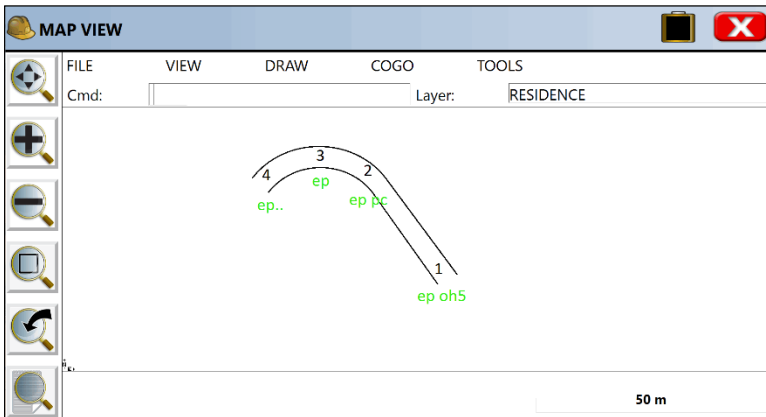 MAP VIEW
FILE VIEW DRAW COGO TOOLS
Cmd: Layer: RESIDENCE
3
4 2
ep
ep.. ep pc
1
ep oh5
50 m